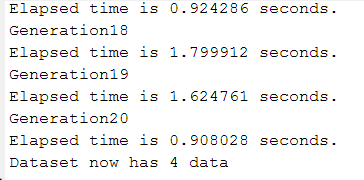 Elapsed time is 0.924286 seconds.
Generation18
Elapsed time is 1.799912 seconds.
Generation19
Elapsed time is 1.624761 seconds.
Generation20
Elapsed time is 0.908028 seconds.
Dataset now has 4 data